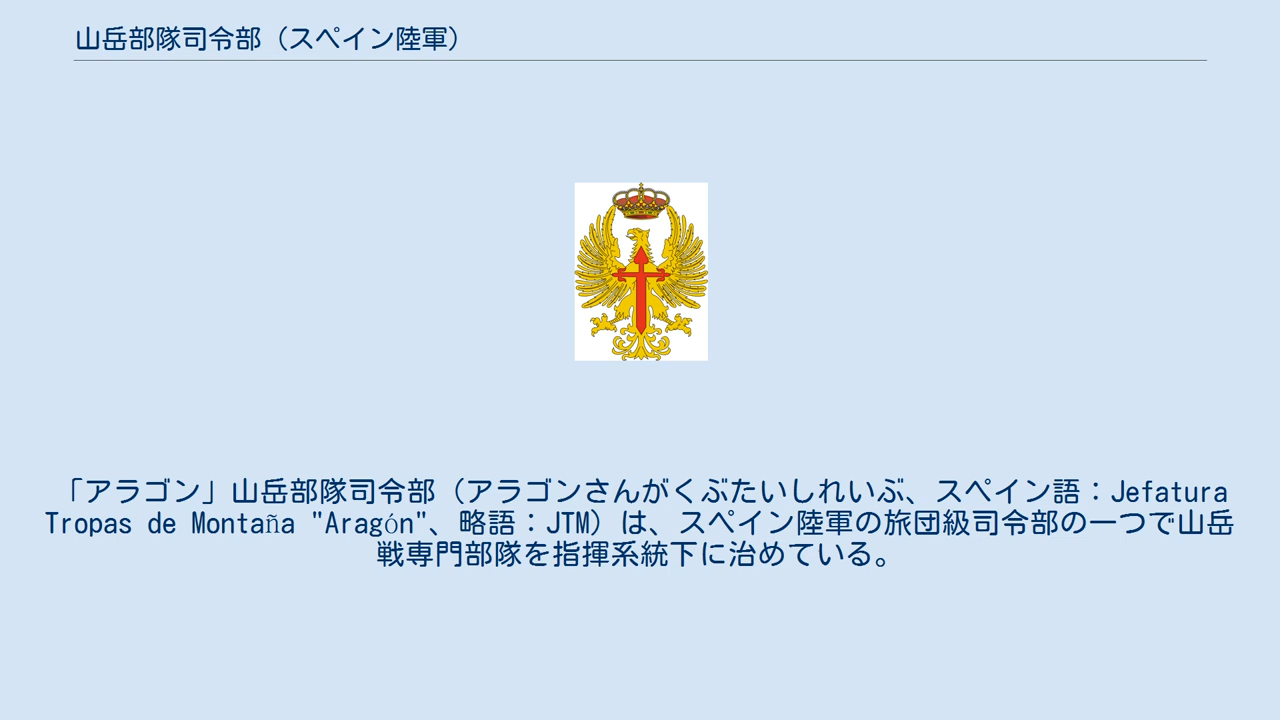 山岳部隊司令部（スペイン陸軍）
「アラゴン」山岳部隊司令部（アラゴンさんがくぶたいしれいぶ、スペイン語：Jefatura
Tropas de Montaña "Aragón"、略語：JTM）は、スペイン陸軍の旅団級司令部の一つで山岳
戦専門部隊を指揮系統下に治めている。